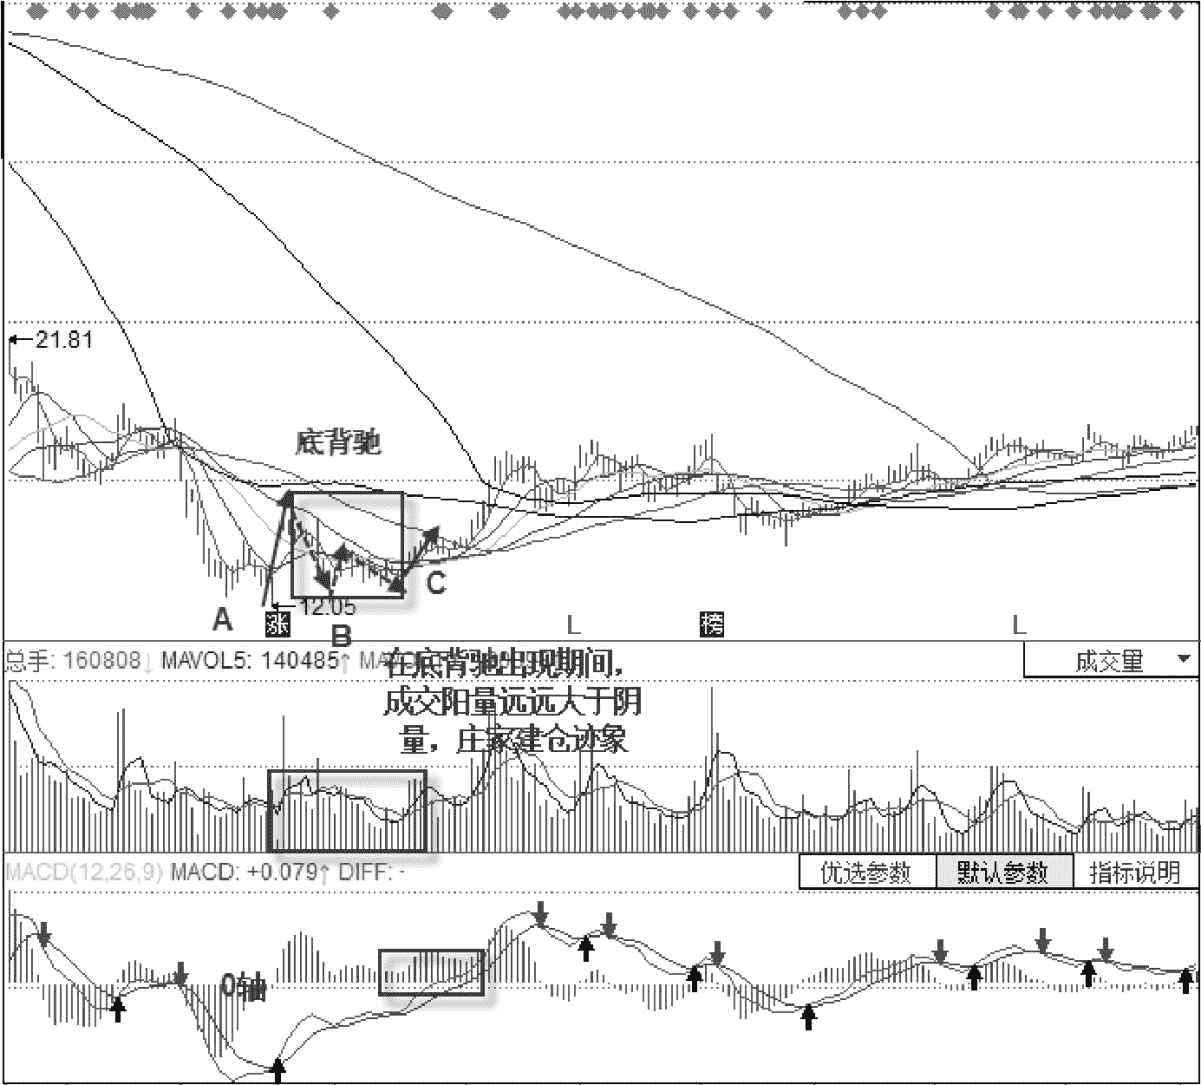 21.81
底背驰
C
12.05
A
涨
B
L
榜
L
总手: 160808↓ MAVOL5: 140485↑
成交量
在底背驰出现期间,
成交阳量远远大于阴
量，庄家建仓迹象
MACD(12,26,9) MACD: +0.079↑ DIFF: -
优选参数 默认参数 指标说明
0轴